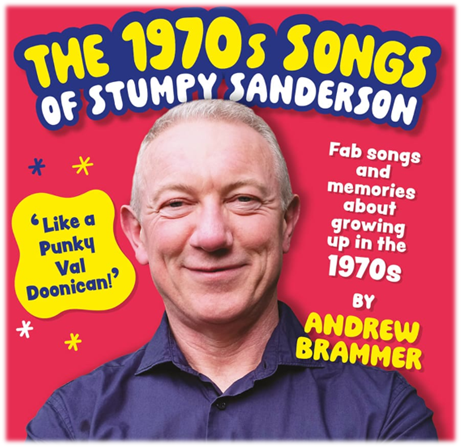 THE 1970s SONGS
OF STUMPY SANDERSON
Fab songs
and
memories
about
growing
up in the
1970s
BY
ANDREW
BRAMMER
‘Like a
Punky
Val
Doonican!’